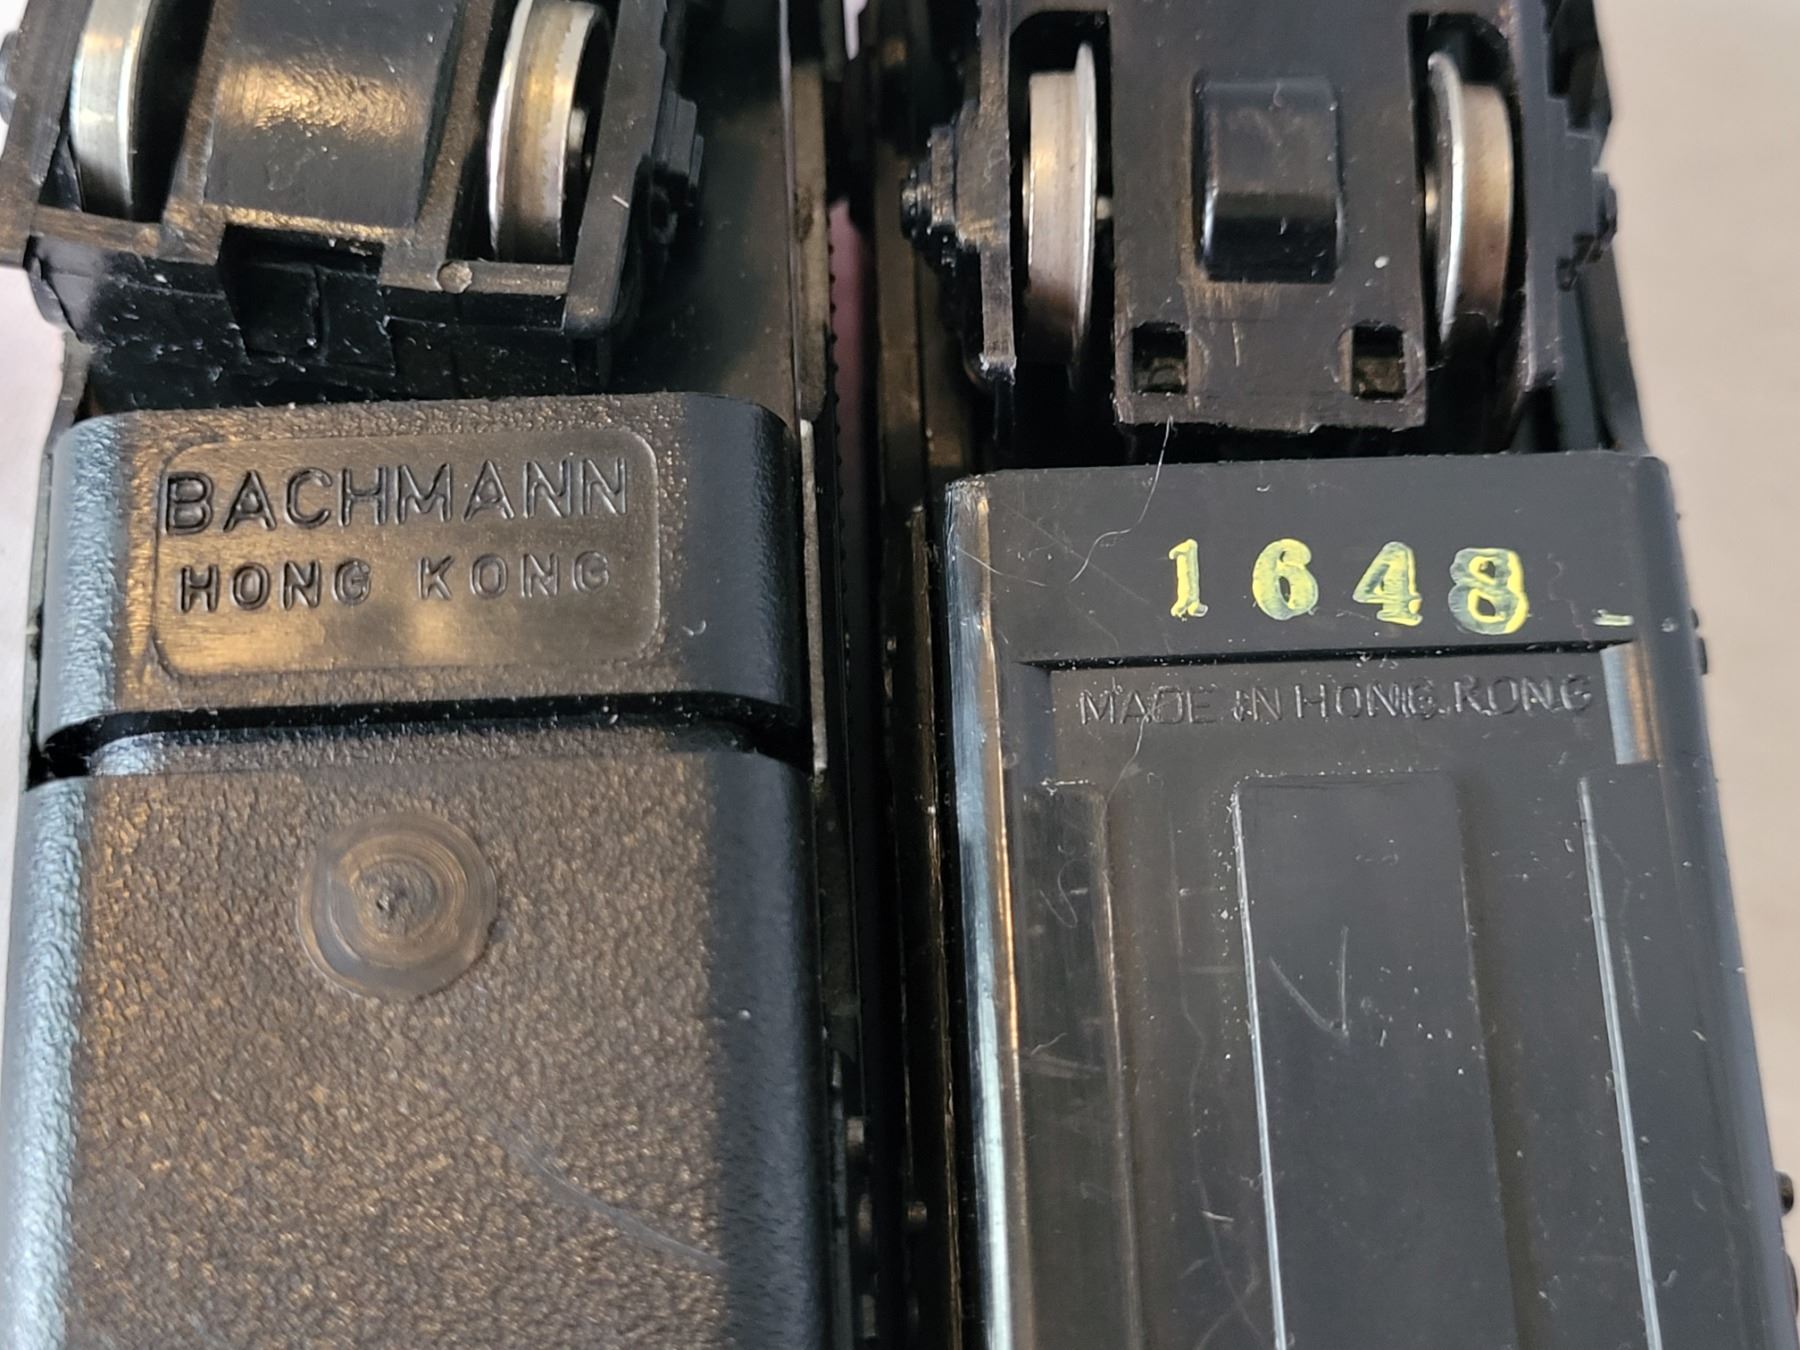 BACHMANN
HONG KONG
1648
MADE IN HONG KONG